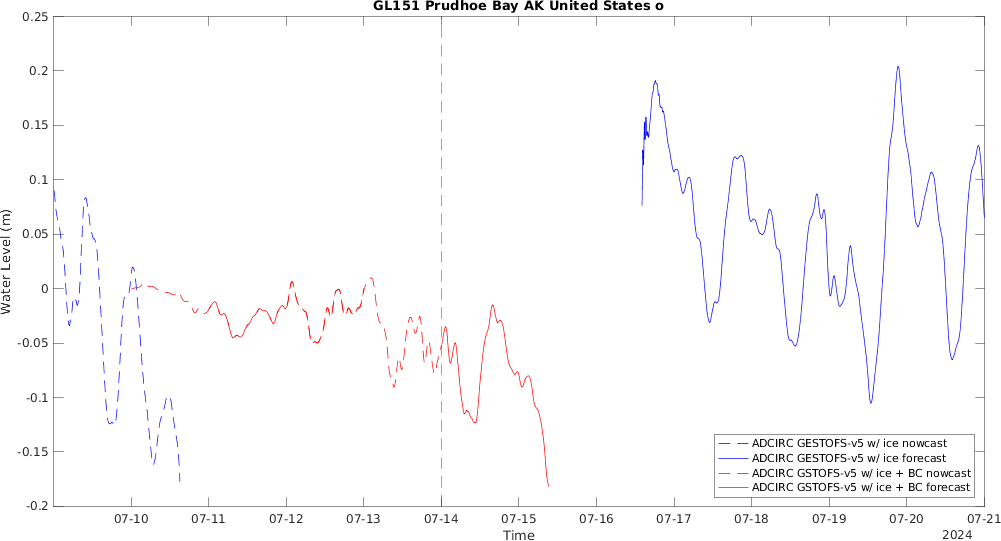 GL151 Prudhoe Bay AK United States o
0.25
0.2
0.15
0.1
0.05
0
-0.05
-0.1
-0.15
-0.2
Water Level (m)
07-10 07-11 07-12 07-13 07-14 07-15 07-16 07-17 07-18 07-19 07-20 07-21
Time
2024
ADCIRC GESTOFS-v5 w/ ice nowcast
ADCIRC GESTOFS-v5 w/ ice forecast
ADCIRC GSTOFS-v5 w/ ice + BC nowcast
ADCIRC GSTOFS-v5 w/ ice + BC forecast